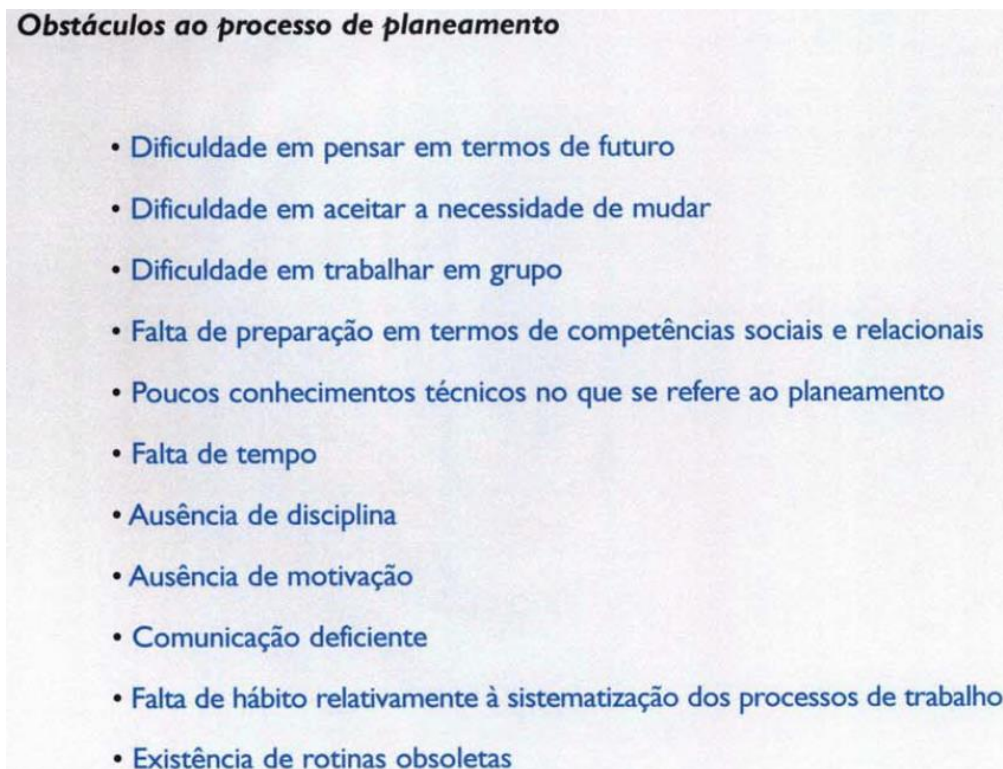 Obstáculos ao processo de planeamento
• Dificuldade em pensar em termos de futuro
• Dificuldade em aceitar a necessidade de mudar
• Dificuldade em trabalhar em grupo
• Falta de preparação em termos de competências sociais e relacionais
• Poucos conhecimentos técnicos no que se refere ao planeamento
• Falta de tempo
• Ausência de disciplina
• Ausência de motivação
• Comunicação deficiente
• Falta de hábito relativamente à sistematização dos processos de trabalho
• Existência de rotinas obsoletas